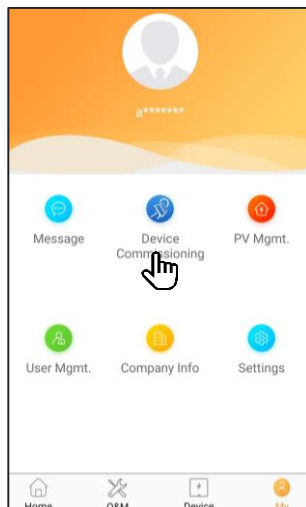 a*******
Message
Device
Commissioning
PV Mgmt.
User Mgmt.
Company Info
Settings
Home
O&M
Device
My